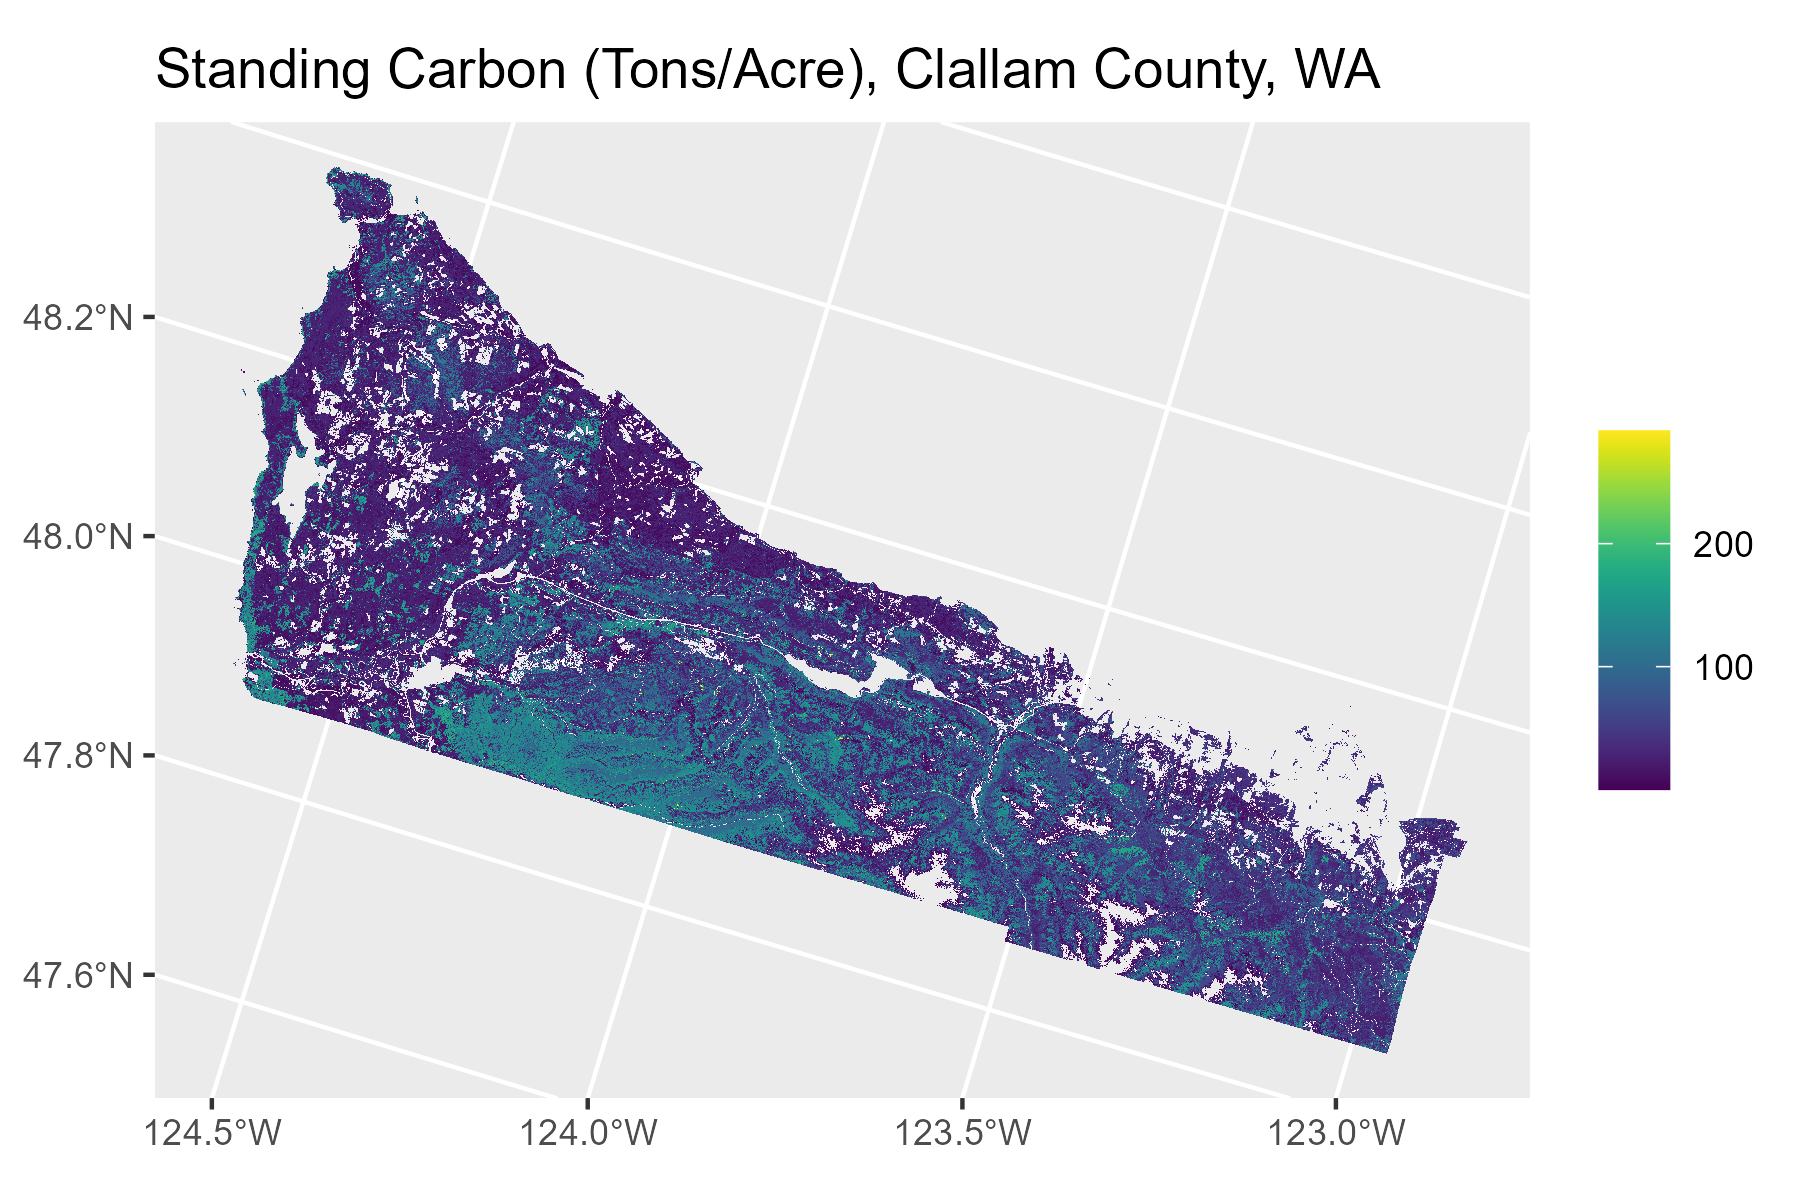 Standing Carbon (Tons/Acre), Clallam County, WA
48.2°N
48.0°N
47.8°N
47.6°N
124.5°W
124.0°W
123.5°W
123.0°W
200
100